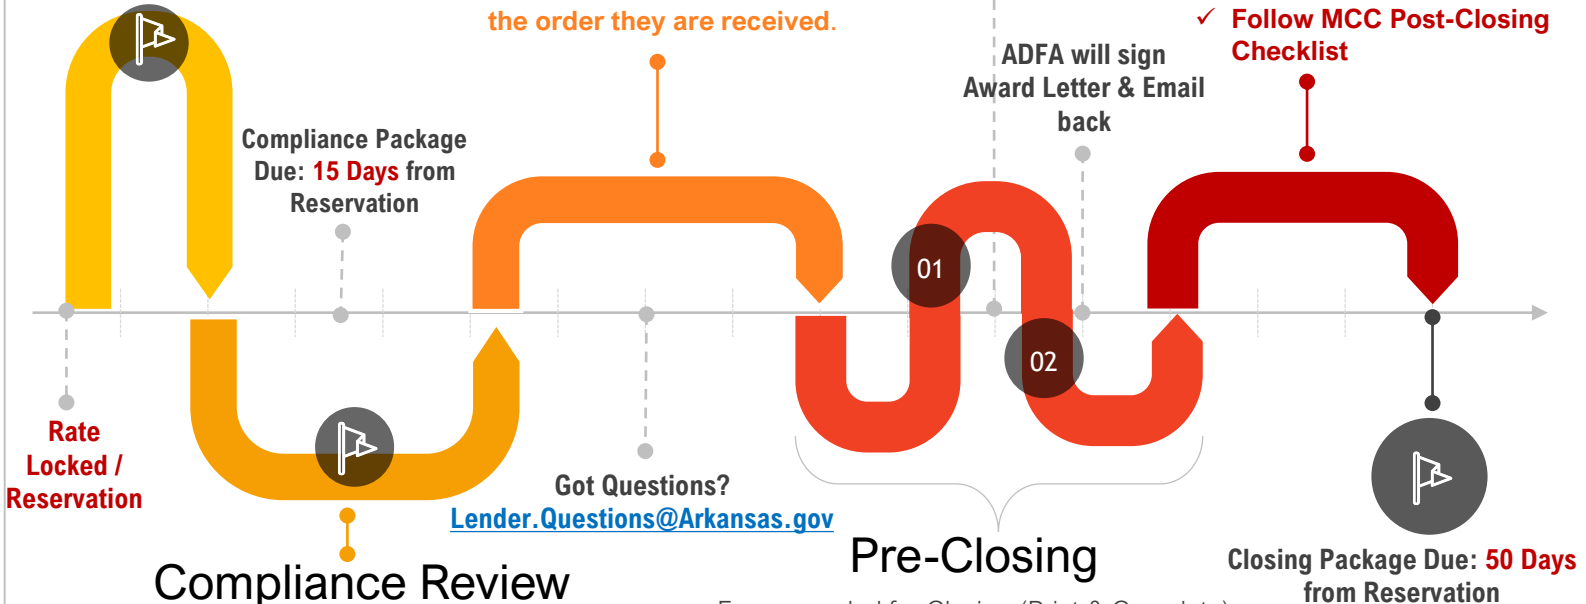 the order they are received.
✓ Follow MCC Post-Closing
Checklist
ADFA will sign
Award Letter & Email
back
Compliance Package
Due: 15 Days from
Reservation
01
02
Rate
Locked /
Reservation
Got Questions?
Lender.Questions@Arkansas.gov
Pre-Closing
Closing Package Due: 50 Days
from Reservation
Compliance Review